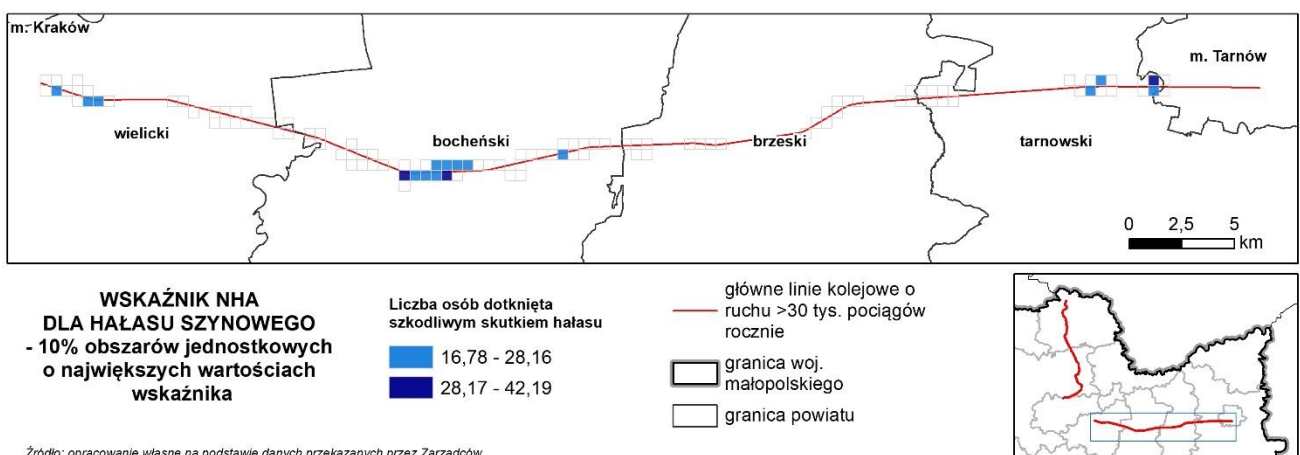 m. Kraków
m. Tarnów
wielicki
bocheński
brzeski
tarnowski
0 2,5 5
km
WSKAŹNIK NHA
DLA HAŁASU SZYNOWEGO
- 10% obszarów jednostkowych
o największych wartościach
wskaźnika
Liczba osób dotknięta
szkodliwym skutkiem hałasu
16,78 - 28,16
28,17 - 42,19
główne linie kolejowe o
ruchu >30 tys. pociągów
rocznie
granica woj.
małopolskiego
granica powiatu
Źródło: opracowanie własne na podstawie danych przekazanych przez Zarządców